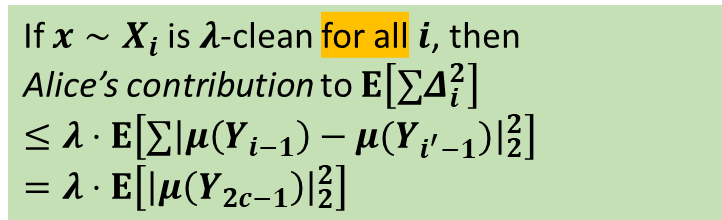 If x ~ Xᵢ is λ-clean for all i, then
Alice's contribution to E[∑Δᵢ²]
≤ λ · E[∑|μ(Yᵢ₋₁) − μ(Yᵢ′₋₁)|₂²]
= λ · E[|μ(Y₂c₋₁)|₂²]